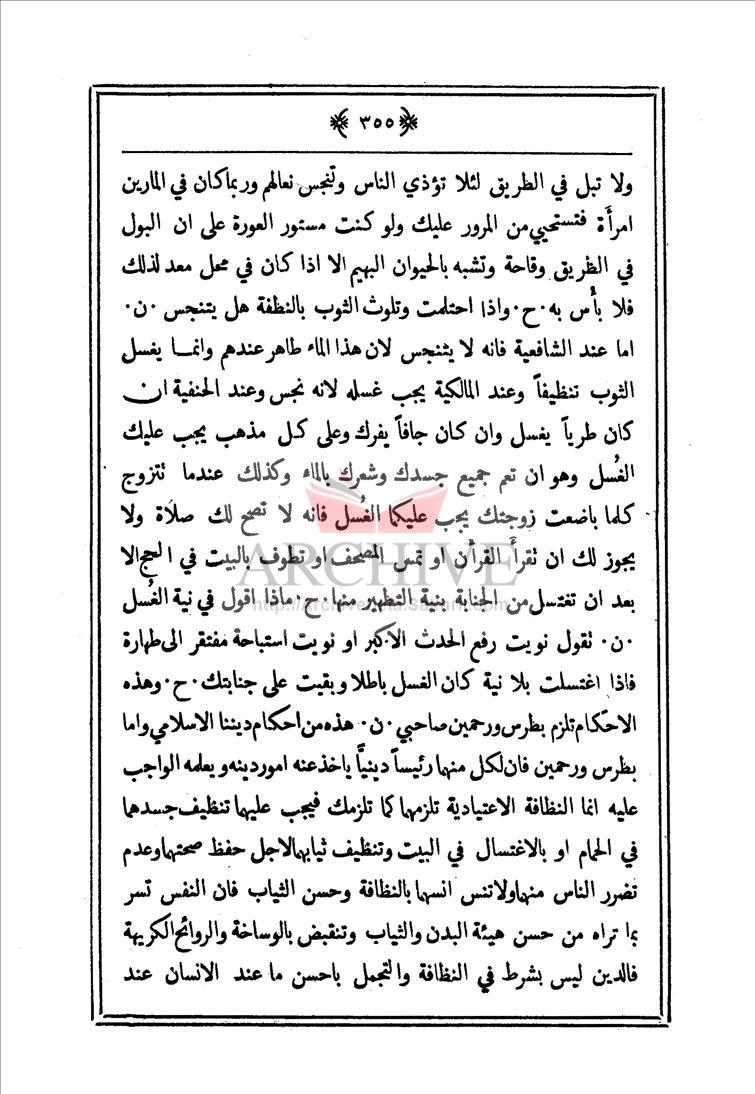 ٣٥٥
ولا تبل في الطريق لئلا تؤذي الناس وتنجس نعالهم وربما كان في المارين
امرأة فتستحيي من المرور عليك ولو كنت مستور العورة على ان البول
في الطريق وقاحة وتشبه بالحيوان البهيم الا اذا كان في محل معد لذلك
فلا بأس به ٠ح٠ واذا احتلمت وتلوث الثوب بالنظفة هل يتنجس ٠ن٠
اما عند الشافعية فانه لا يتنجس لان هذا الماء طاهر عندهم وانما يغسل
الثوب تنظيفاً وعند المالكية يجب غسله لانه نجس وعند الحنفية ان
كان طرياً يغسل وان كان جافاً يفرك وعلى كل مذهب يجب عليك
الغُسل وهو ان تعم جميع جسدك وشعرك بالماء وكذلك عندما تتزوج
كلما باضعت زوجتك يجب عليكما الغُسل فانه لا تصح لك صلاة ولا
يجوز لك ان تقرأ القرآن او تمس المصحف او تطوف بالبيت في الحج الا
بعد ان تغتسل من الجنابة بنية التطهير منها ٠ح٠ ماذا اقول في نية الغُسل
٠ن٠ تقول نويت رفع الحدث الاكبر او نويت استباحة مفتقر الى طهارة
فاذا اغتسلت بلا نية كان الغسل باطلا وبقيت على جنابتك ٠ح٠ وهذه
الاحكام تلزم بطرس ورحمين صاحبي ٠ن٠ هذه من احكام ديننا الاسلامي واما
بطرس ورحمين فان لكل منهما رئيساً دينياً ياخذ عنه امور دينه ويعلمه الواجب
عليه انما النظافة الاعتيادية تلزمهما كما تلزمك فيجب عليهما تنظيف جسدهما
في الحمام او بالاغتسال في البيت وتنظيف ثيابهما لاجل حفظ صحتهما وعدم
تضرر الناس منهما ولاتنس انسهما بالنظافة وحسن الثياب فان النفس تسر
بما تراه من حسن هيئة البدن والثياب وتنقبض بالوساخة والروائح الكريهة
فالدين ليس بشرط في النظافة والتجمل باحسن ما عند الانسان عند
ARCHIVE